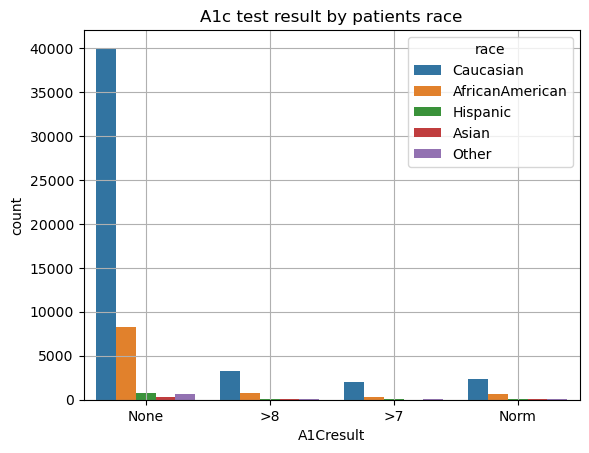 A1c test result by patients race
40000
35000
30000
25000
20000
15000
10000
5000
0
count
race
Caucasian
AfricanAmerican
Hispanic
Asian
Other
None >8 >7 Norm
A1Cresult